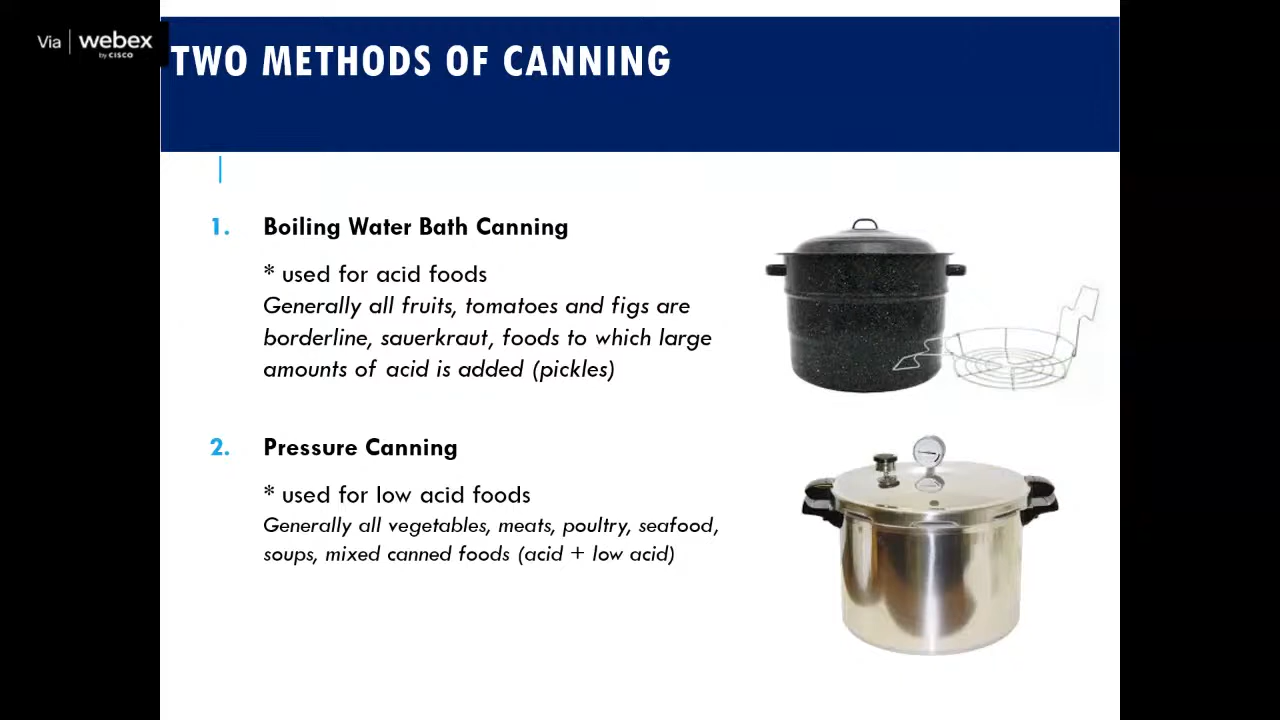 Via webex
by CISCO
TWO METHODS OF CANNING
1. Boiling Water Bath Canning
* used for acid foods
Generally all fruits, tomatoes and figs are
borderline, sauerkraut, foods to which large
amounts of acid is added (pickles)
2. Pressure Canning
* used for low acid foods
Generally all vegetables, meats, poultry, seafood,
soups, mixed canned foods (acid + low acid)